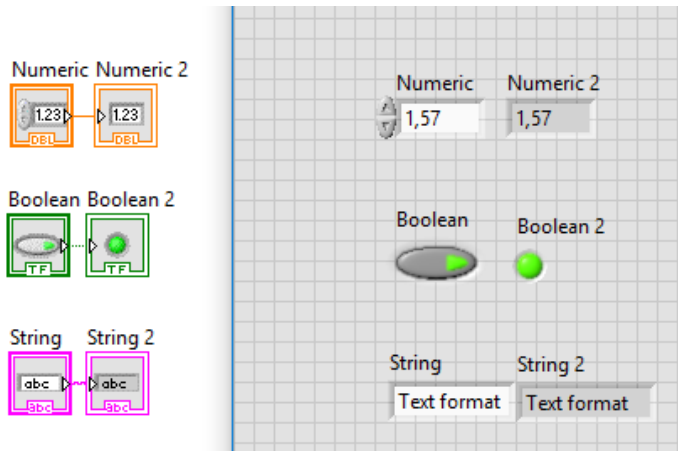 Numeric Numeric 2
1.23 1.23
DBL DBL
Boolean Boolean 2
TF TF
String String 2
abc abc
abc abc
Numeric Numeric 2
1,57 1,57
Boolean Boolean 2
String String 2
Text format Text format